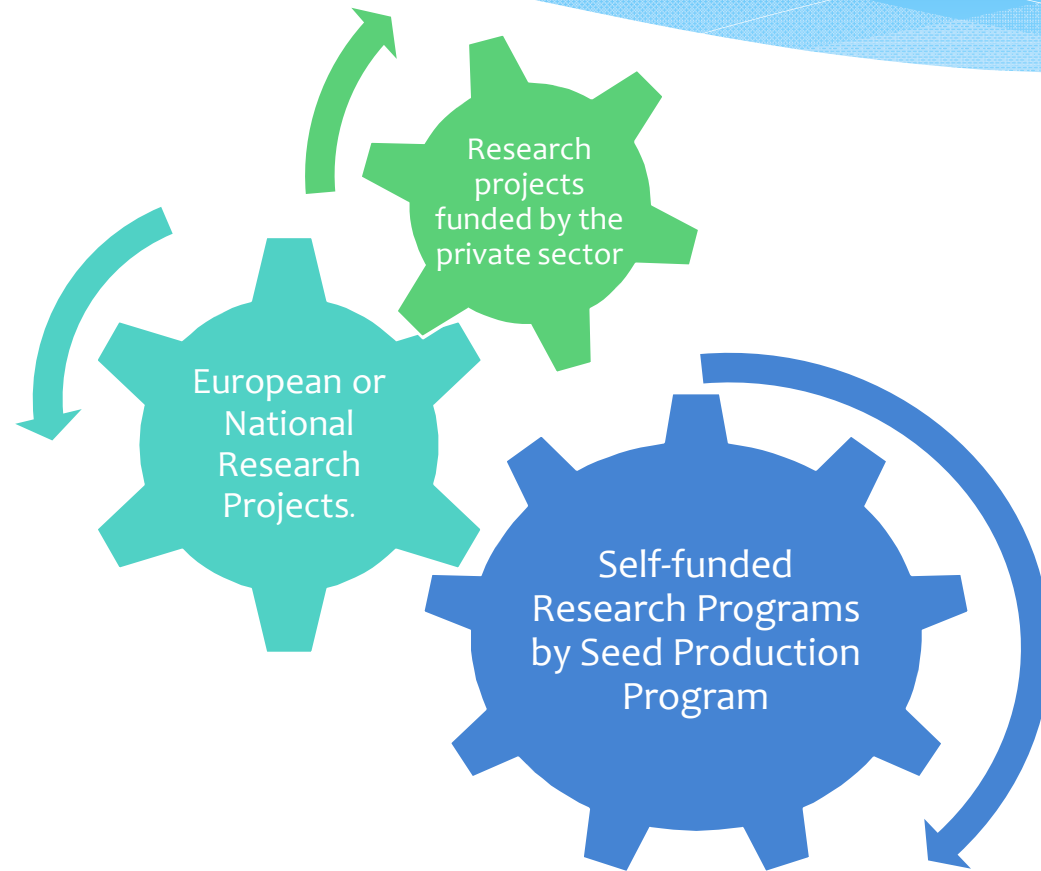 Research
projects
funded by the
private sector
European or
National
Research
Projects.
Self-funded
Research Programs
by Seed Production
Program